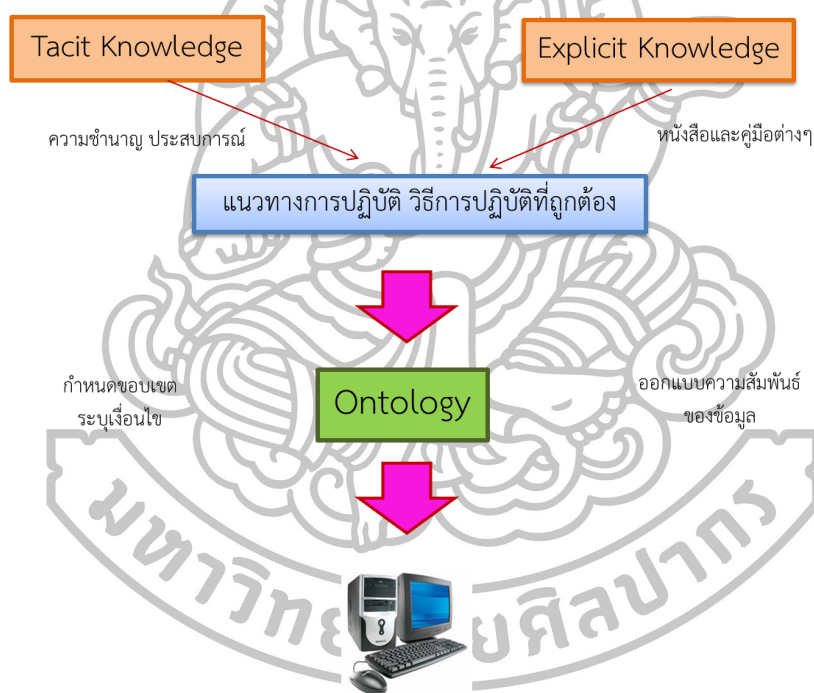 Tacit Knowledge
Explicit Knowledge
ความชำนาญ ประสบการณ์
หนังสือและคู่มือต่างๆ
แนวทางการปฏิบัติ วิธีการปฏิบัติที่ถูกต้อง
กำหนดขอบเขต
ระบุเงื่อนไข
Ontology
ออกแบบความสัมพันธ์
ของข้อมูล
มหาวิทย ยศิลปากร